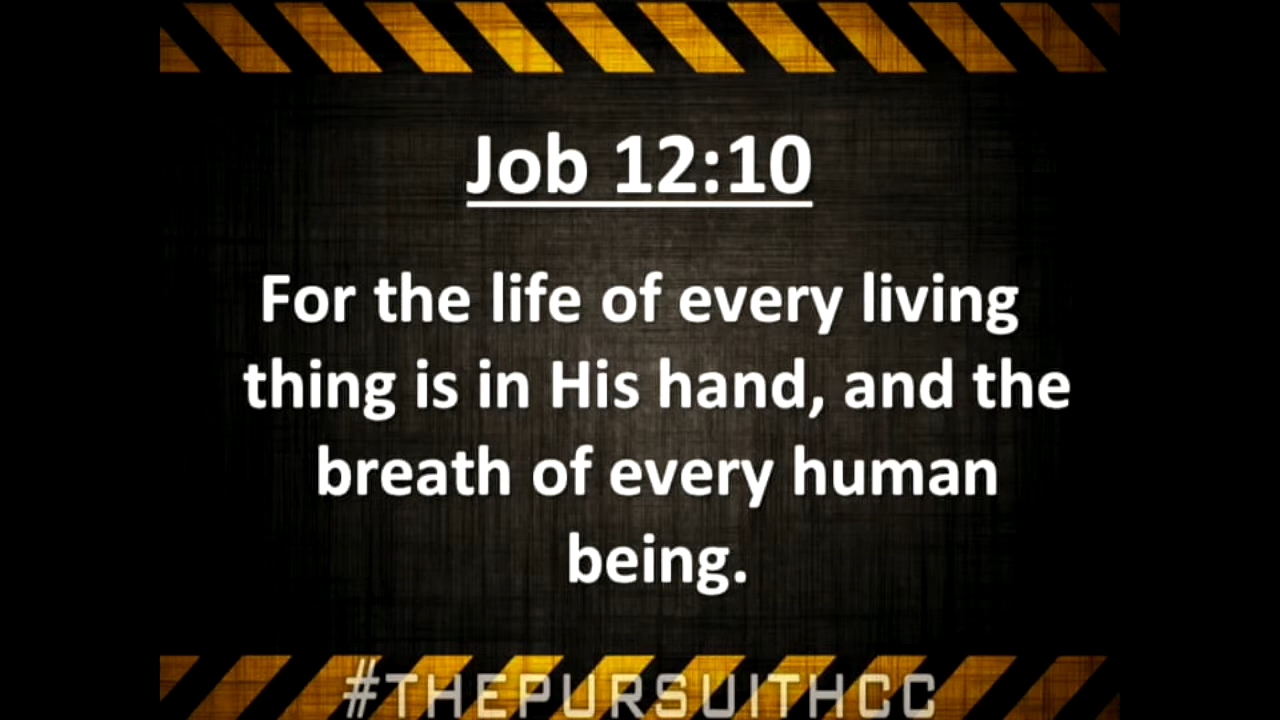 Job 12:10
For the life of every living
thing is in His hand, and the
breath of every human
being.
#THEPURSUITHCC